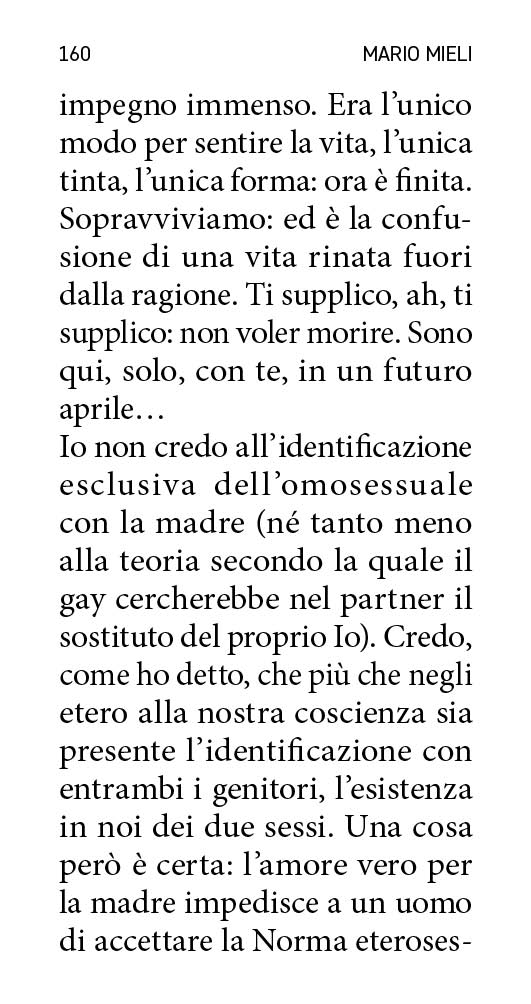 160 MARIO MIELI
impegno immenso. Era l’unico
modo per sentire la vita, l’unica
tinta, l’unica forma: ora è finita.
Sopravviviamo: ed è la confu-
sione di una vita rinata fuori
dalla ragione. Ti supplico, ah, ti
supplico: non voler morire. Sono
qui, solo, con te, in un futuro
aprile…
Io non credo all’identificazione
esclusiva dell’omosessuale
con la madre (né tanto meno
alla teoria secondo la quale il
gay cercherebbe nel partner il
sostituto del proprio Io). Credo,
come ho detto, che più che negli
etero alla nostra coscienza sia
presente l’identificazione con
entrambi i genitori, l’esistenza
in noi dei due sessi. Una cosa
però è certa: l’amore vero per
la madre impedisce a un uomo
di accettare la Norma eteroses-